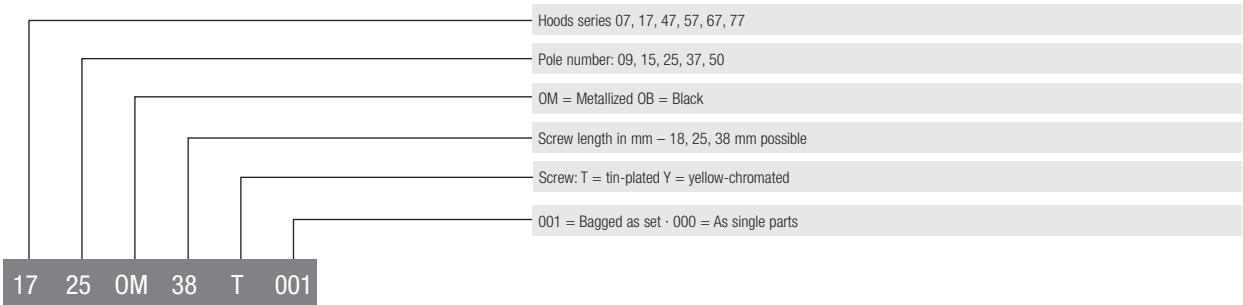 Hoods series 07, 17, 47, 57, 67, 77
Pole number: 09, 15, 25, 37, 50
OM = Metallized OB = Black
Screw length in mm – 18, 25, 38 mm possible
Screw: T = tin-plated Y = yellow-chromated
001 = Bagged as set · 000 = As single parts
17 25 OM 38 T 001